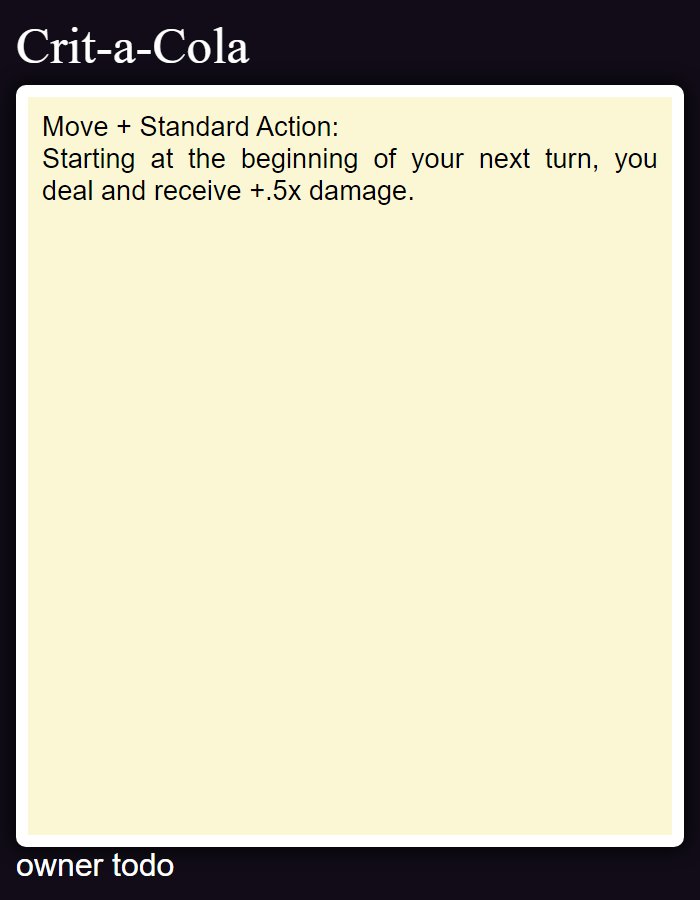 Crit-a-Cola
Move + Standard Action:
Starting at the beginning of your next turn, you
deal and receive +.5x damage.
owner todo